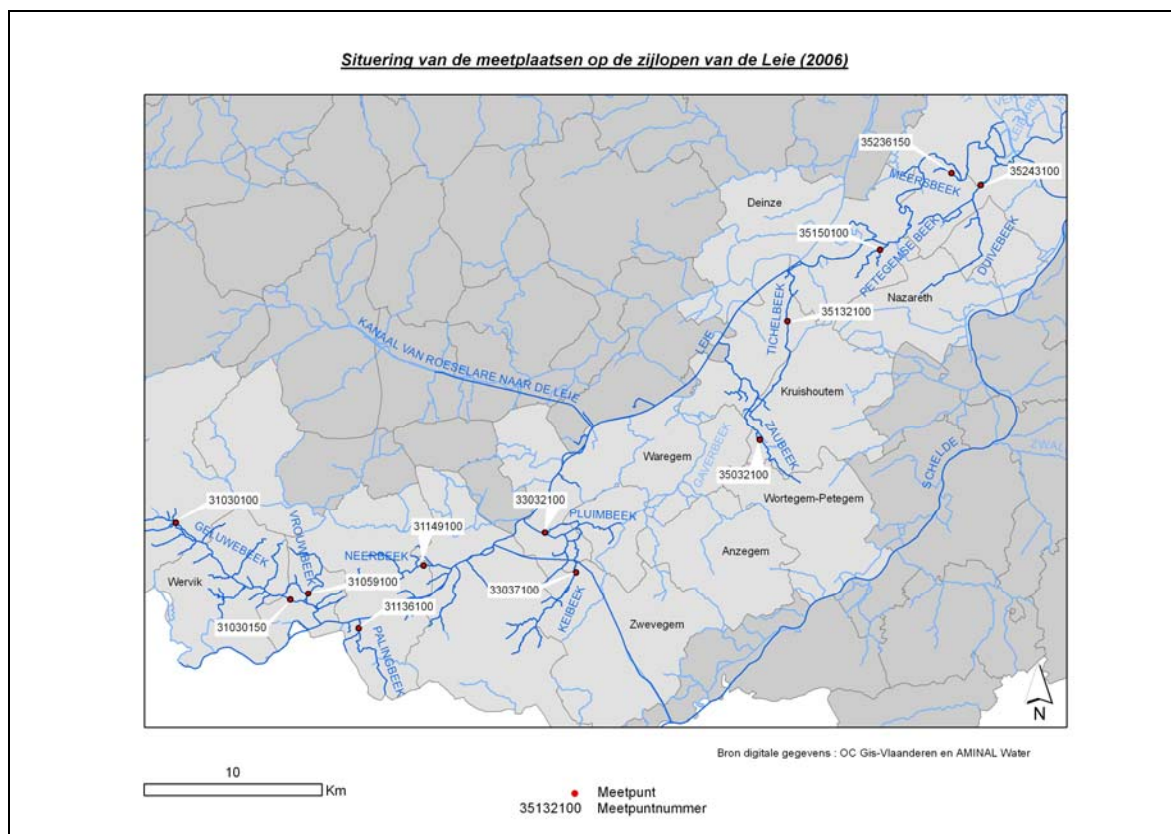 Situering van de meetplaatsen op de zijlopen van de Leie (2006)
35236150
MEERSBEEK
35243100
Deinze
35150100
PETEGEMSE BEEK
DUIVEBEEK
Nazareth
TICHELBEEK
35132100
LEIE
KANAAL VAN ROESELARE NAAR DE LEIE
Kruishoutem
ZAUBEEK
CAVERBEEK
Waregem
SCHELDE
ZWAL
35032100
Wortegem-Petegem
31030100
33032100
PLUIMBEEK
31149100
GELUWEBEEK
VROUWBEEK
NEERBEEK
Anzegem
Wervik
31059100
33037100
31136100
KEIBEEK
31030150
Zwevegem
PALINGBEEK
N
Bron digitale gegevens : OC Gis-Vlaanderen en AMINAL Water
10
Km
Meetpunt
35132100 Meetpuntnummer